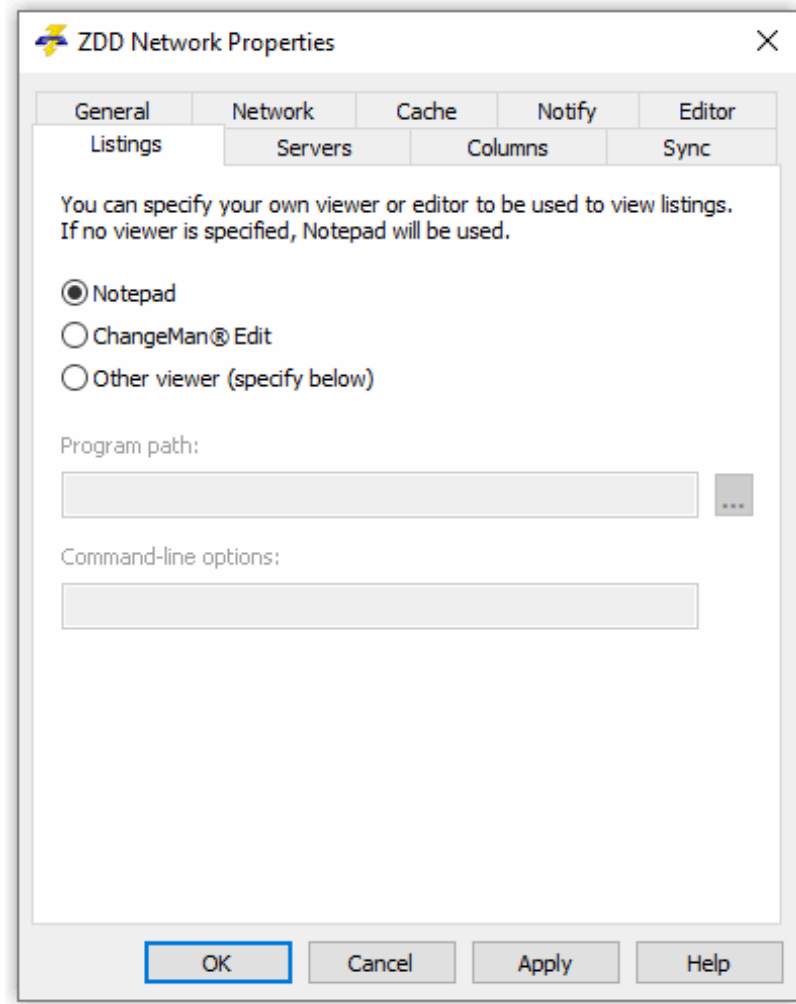 ZDD Network Properties
General Network Cache Notify Editor
Listings Servers Columns Sync
You can specify your own viewer or editor to be used to view listings.
If no viewer is specified, Notepad will be used.
Notepad
ChangeMan® Edit
Other viewer (specify below)
Program path:
...
Command-line options:
OK Cancel Apply Help